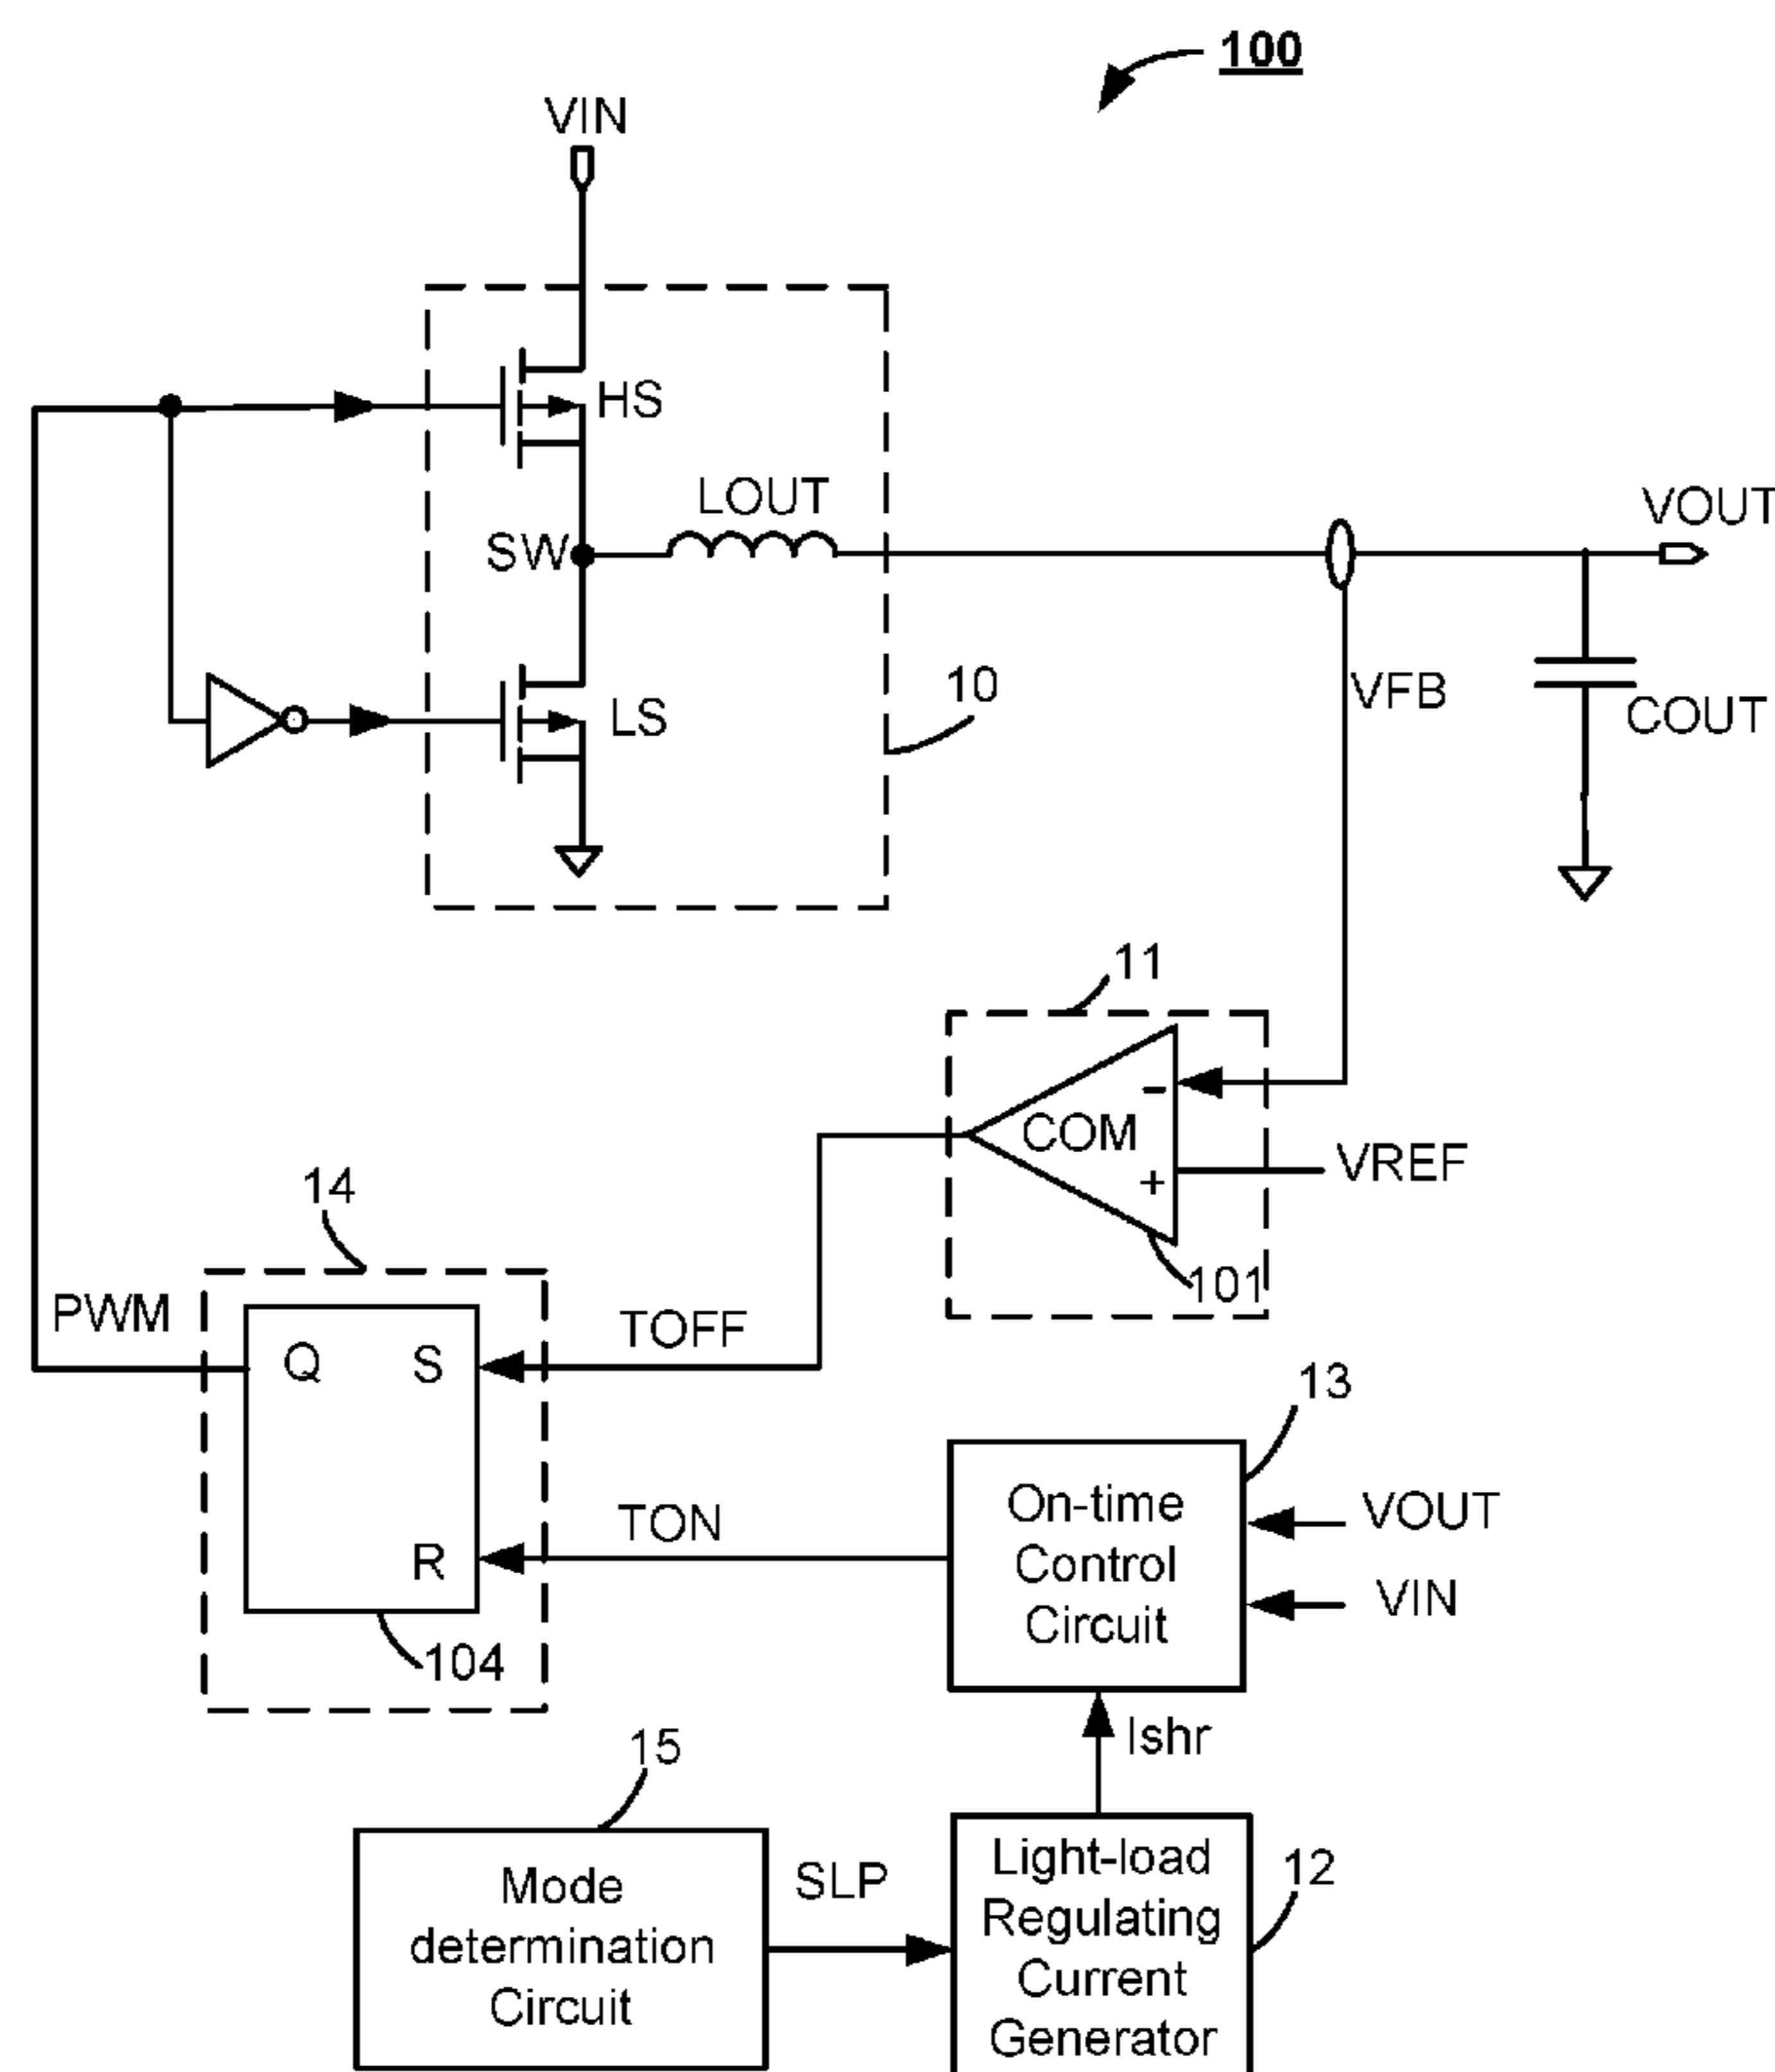 100
VIN
HS
LOUT
VOUT
SW
10
VFB
LS
COUT
11
-
COM
VREF
+
14
101
PWM
TOFF
Q
S
13
On-time
Control
Circuit
VOUT
TON
R
VIN
104
Ishr
15
Mode
determination
Circuit
SLP
Light-load
Regulating
Current
Generator
12